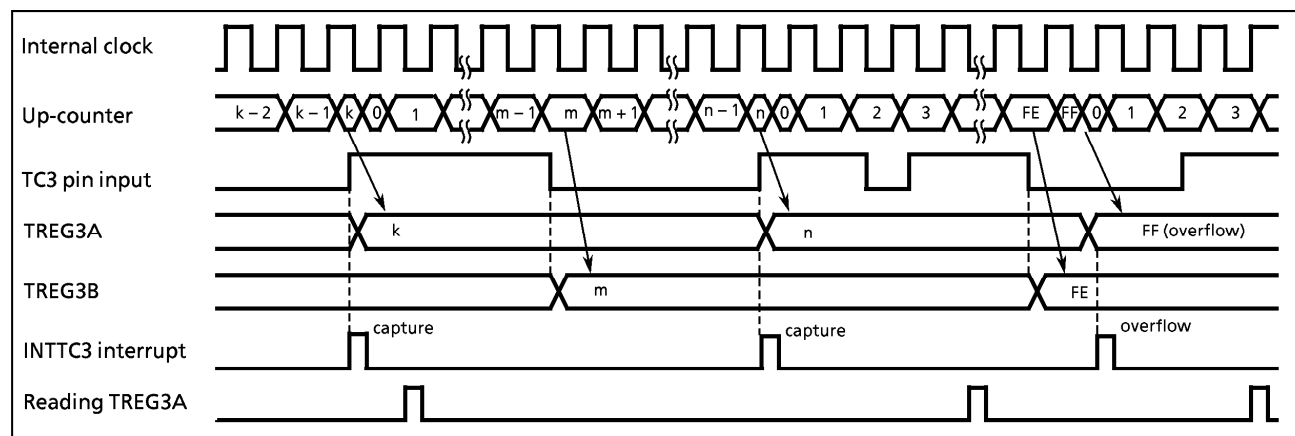 Internal clock
Up-counter k – 2 k – 1 k 0 1 m – 1 m m + 1 n – 1 n 0 1 2 3 FE FF 0 1 2 3
TC3 pin input
TREG3A k n FF (overflow)
TREG3B m FE
INTTC3 interrupt capture capture overflow
Reading TREG3A